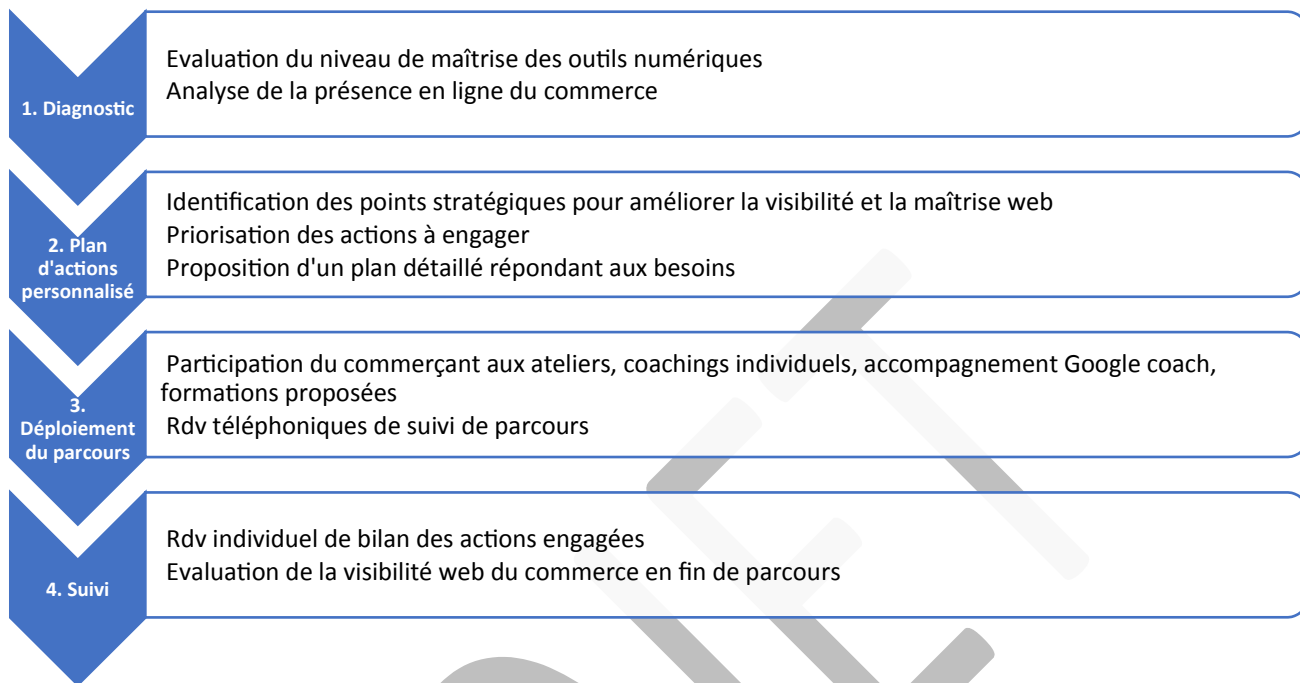 1. Diagnostic
Evaluation du niveau de maîtrise des outils numériques
Analyse de la présence en ligne du commerce
2. Plan
d'actions
personnalisé
Identification des points stratégiques pour améliorer la visibilité et la maîtrise web
Priorisation des actions à engager
Proposition d'un plan détaillé répondant aux besoins
3.
Déploiement
du parcours
Participation du commerçant aux ateliers, coachings individuels, accompagnement Google coach,
formations proposées
Rdv téléphoniques de suivi de parcours
4. Suivi
Rdv individuel de bilan des actions engagées
Evaluation de la visibilité web du commerce en fin de parcours